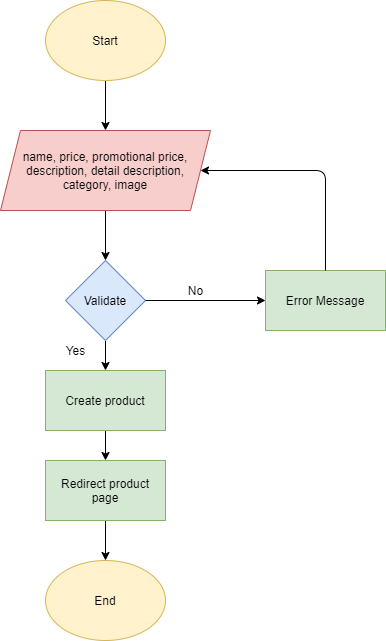 Start
name, price, promotional price,
description, detail description,
category, image
Validate
No
Error Message
Yes
Create product
Redirect product
page
End